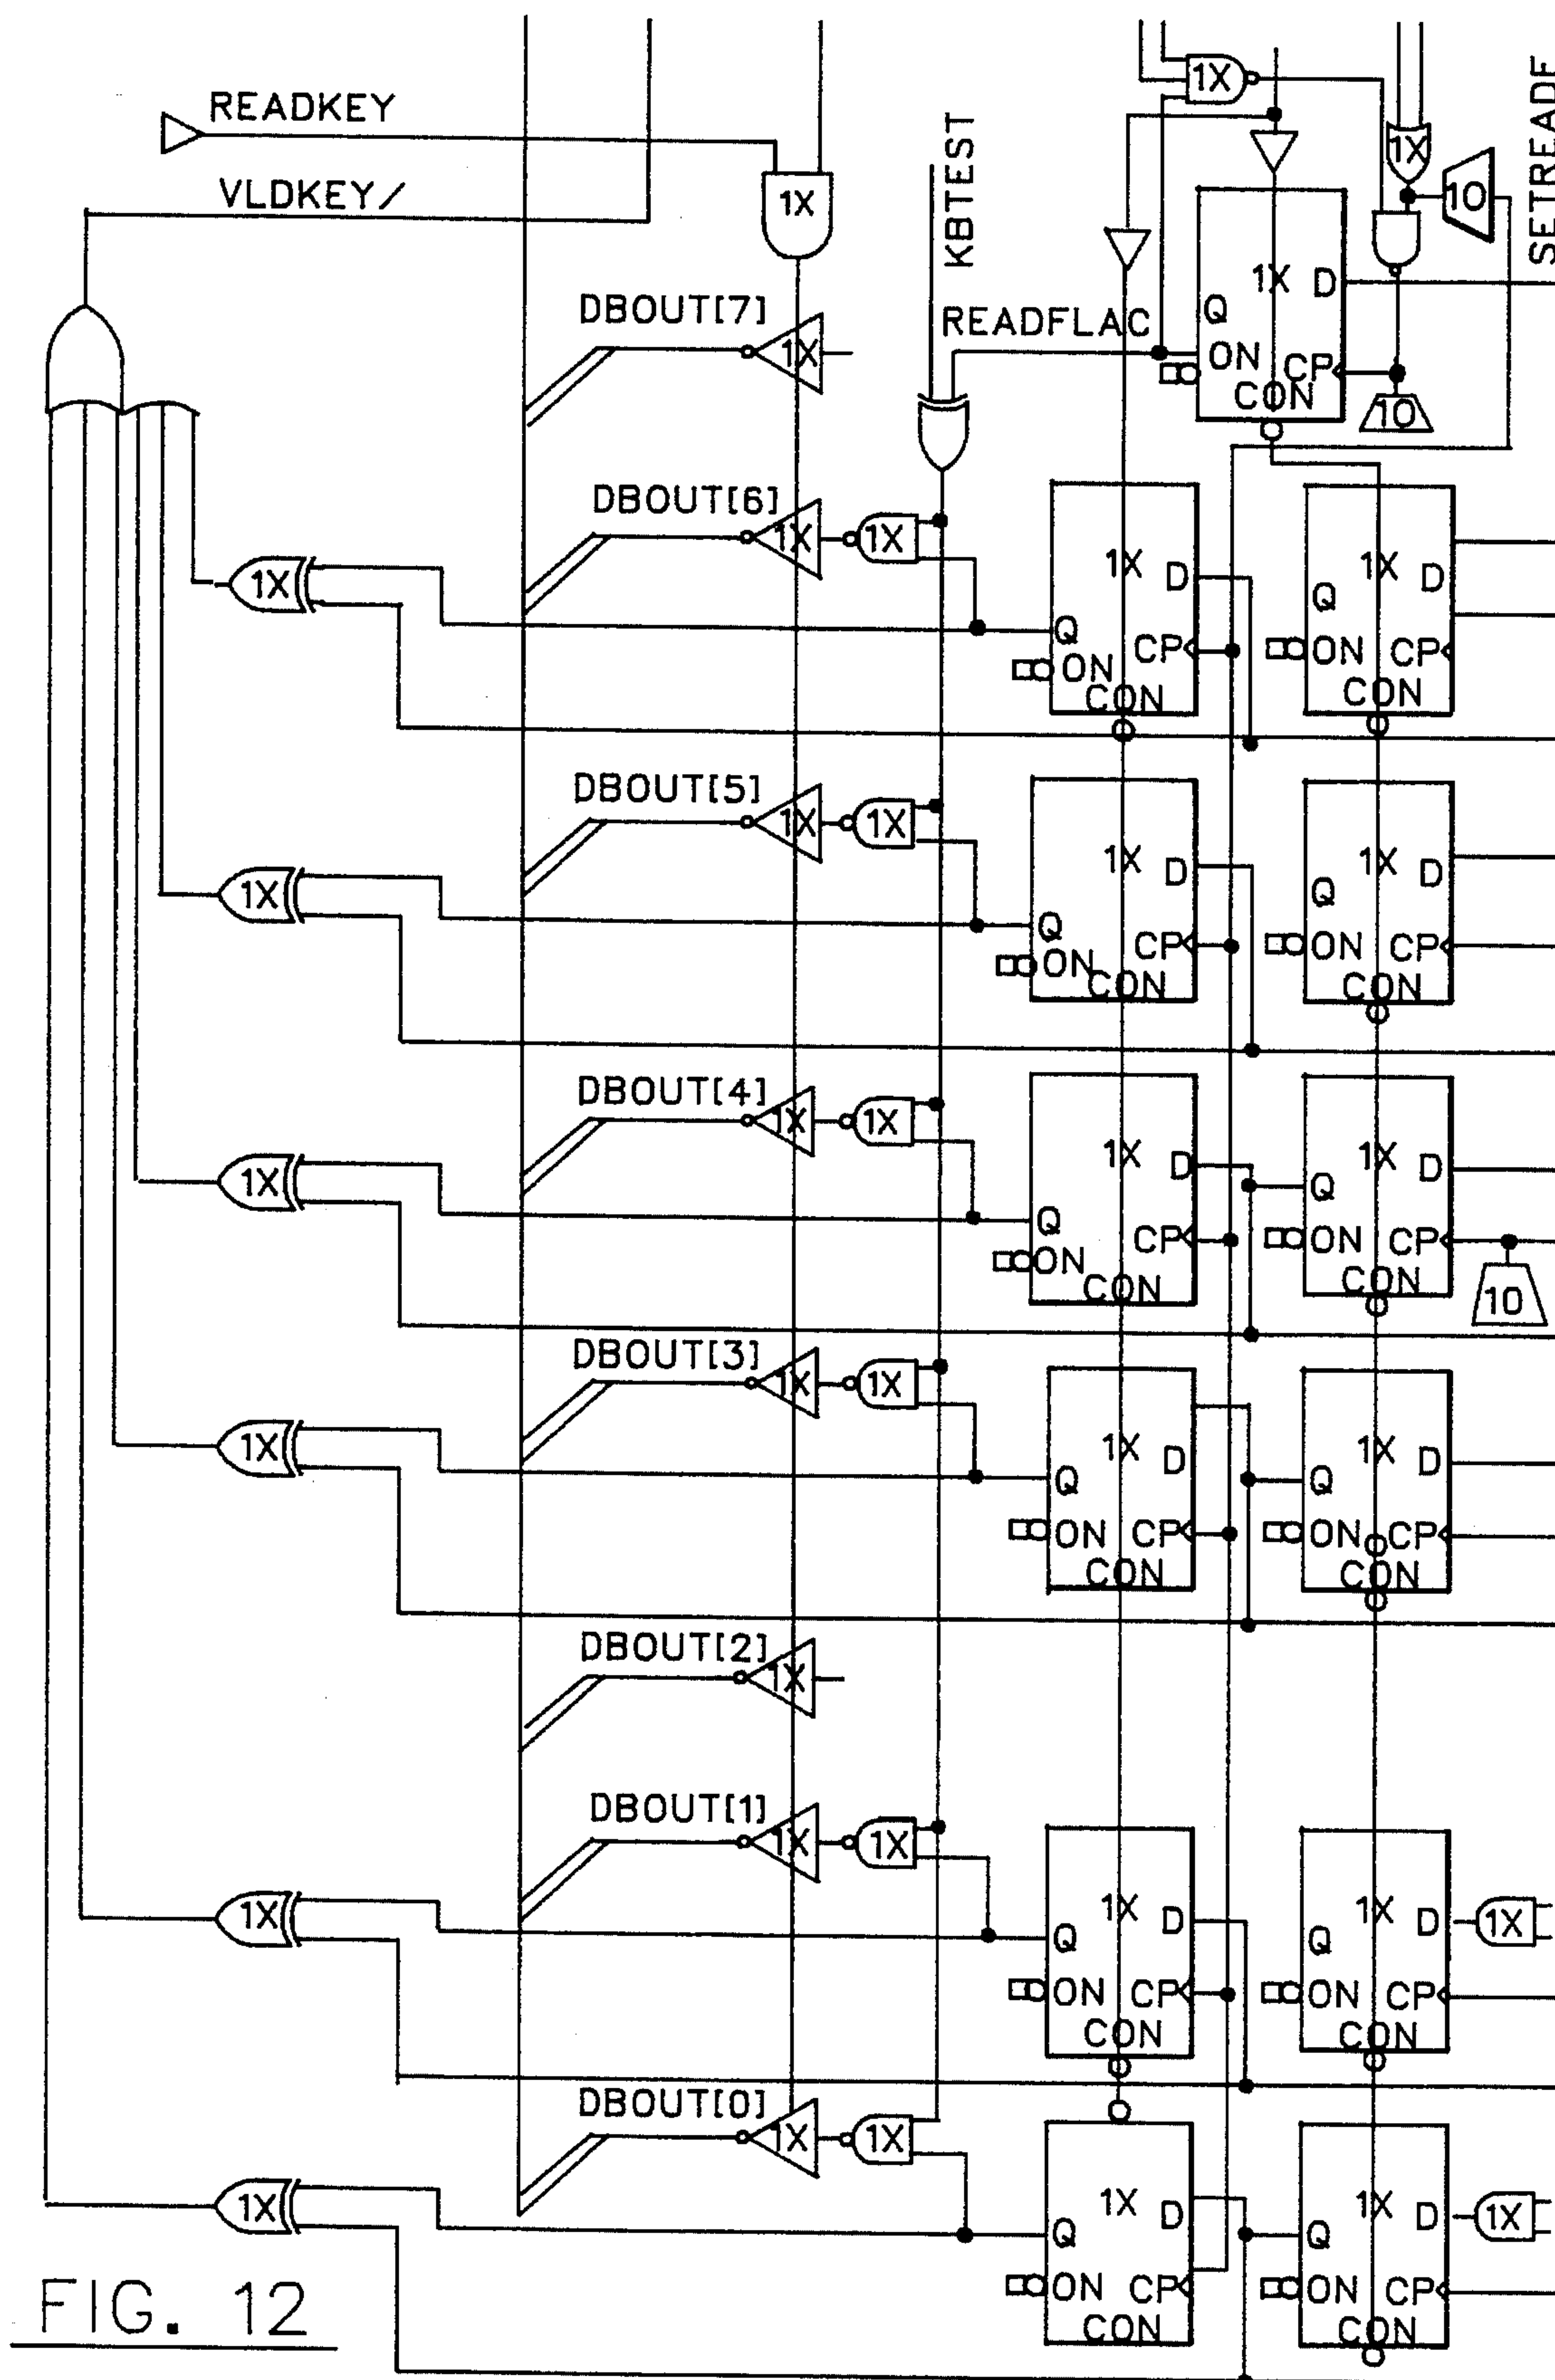 READKEY
VLDKEY/
1X
KBTEST
1X
1X
10
SETREADF
DBOUT[7]
1X
READFLAC
1X D
Q
ON
CP
CON
10
DBOUT[6]
1X
1X
1X
1X D
Q
ON
CP
CON
1X D
Q
ON
CP
CON
DBOUT[5]
1X
1X
1X
1X D
Q
ON
CP
CON
1X D
Q
ON
CP
CON
DBOUT[4]
1X
1X
1X
1X D
Q
ON
CP
CON
1X D
Q
ON
CP
CON
10
DBOUT[3]
1X
1X
1X
1X D
Q
ON
CP
CON
1X D
Q
ON
CP
CON
DBOUT[2]
1X
DBOUT[1]
1X
1X
1X
1X D
Q
ON
CP
CON
1X D
Q
ON
CP
CON
1X
DBOUT[0]
1X
1X
1X
1X D
Q
ON
CP
CON
1X D
Q
ON
CP
CON
1X
FIG. 12